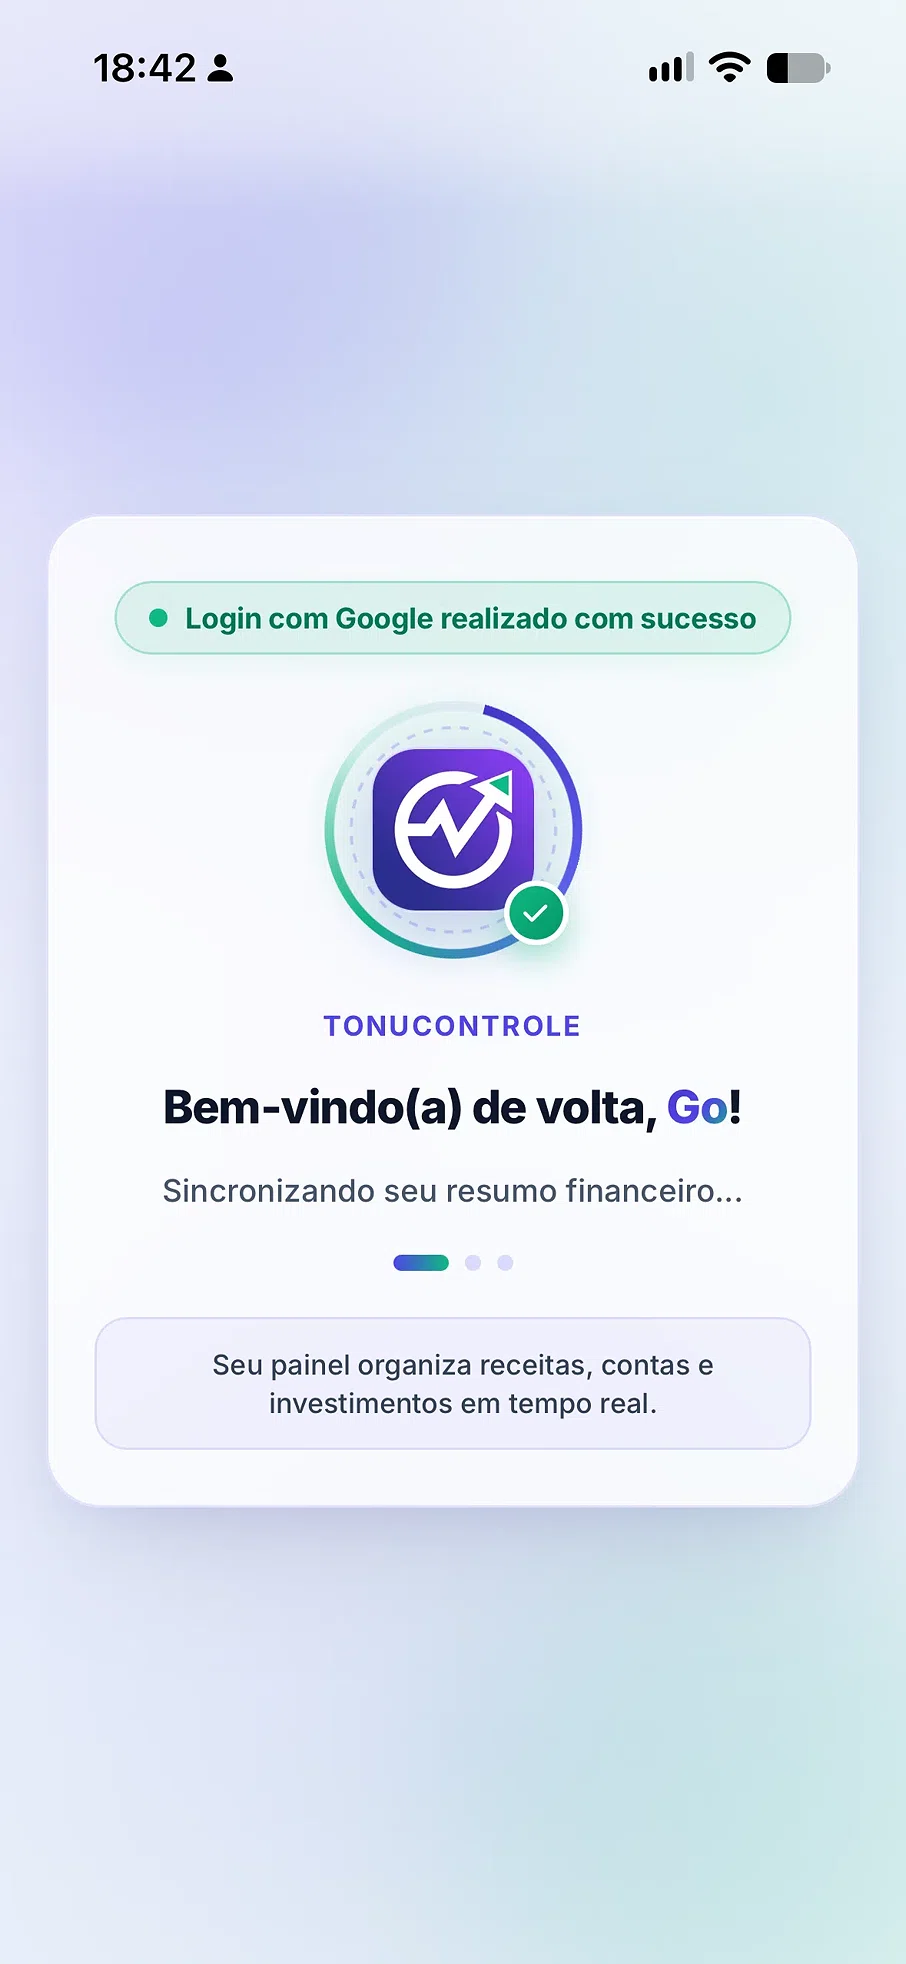 18:42
Login com Google realizado com sucesso
TONUCONTROLE
Bem-vindo(a) de volta, Go!
Sincronizando seu resumo financeiro...
Seu painel organiza receitas, contas e
investimentos em tempo real.